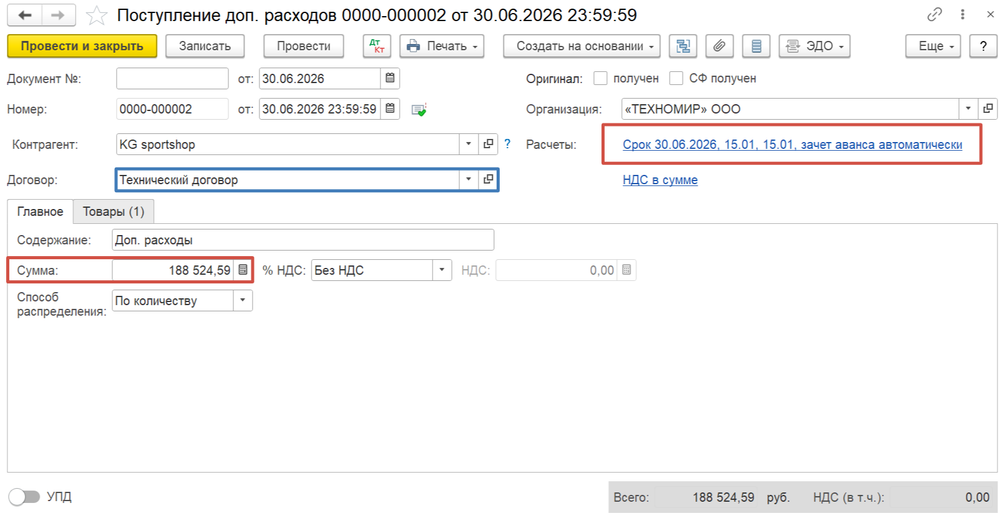 Поступление доп. расходов 0000-000002 от 30.06.2026 23:59:59
Провести и закрыть Записать Провести Дт Кт Печать Создать на основании ЭДО Еще ?
Документ №: от: 30.06.2026 Оригинал: получен СФ получен
Номер: 0000-000002 от: 30.06.2026 23:59:59 Организация: «ТЕХНОМИР» ООО
Контрагент: KG sportshop ? Расчеты: Срок 30.06.2026, 15.01, 15.01, зачет аванса автоматически
Договор: Технический договор НДС в сумме
Главное Товары (1)
Содержание: Доп. расходы
Сумма: 188 524,59 % НДС: Без НДС НДС: 0,00
Способ
распределения: По количеству
УПД Всего: 188 524,59 руб. НДС (в т.ч.): 0,00